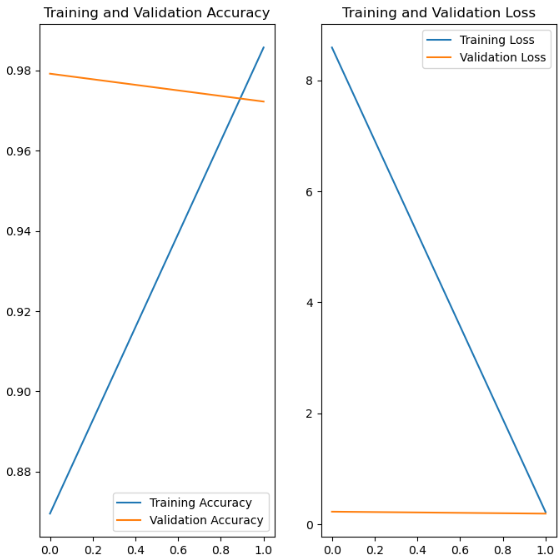 Training and Validation Accuracy
0.98
0.96
0.94
0.92
0.90
0.88
Training Accuracy
Validation Accuracy
0.0 0.2 0.4 0.6 0.8 1.0
Training and Validation Loss
Training Loss
Validation Loss
8
6
4
2
0
0.0 0.2 0.4 0.6 0.8 1.0